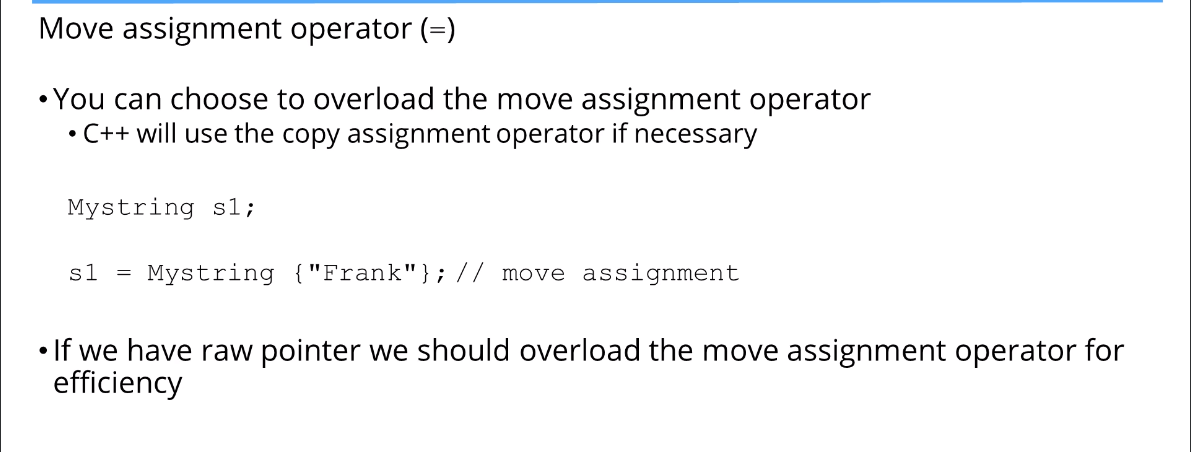 Move assignment operator (=)
• You can choose to overload the move assignment operator
• C++ will use the copy assignment operator if necessary
Mystring s1;
s1 = Mystring {"Frank"}; // move assignment
• If we have raw pointer we should overload the move assignment operator for
efficiency